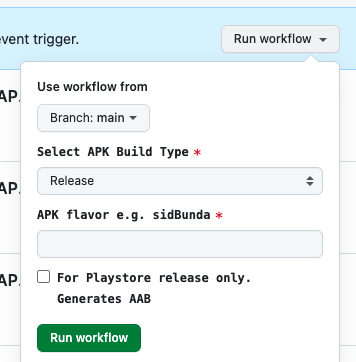 event trigger.
Run workflow
Use workflow from
AP
Branch: main
Select APK Build Type *
Release
AP
APK flavor e.g. sidBunda *
For Playstore release only.
AP
Generates AAB
Run workflow